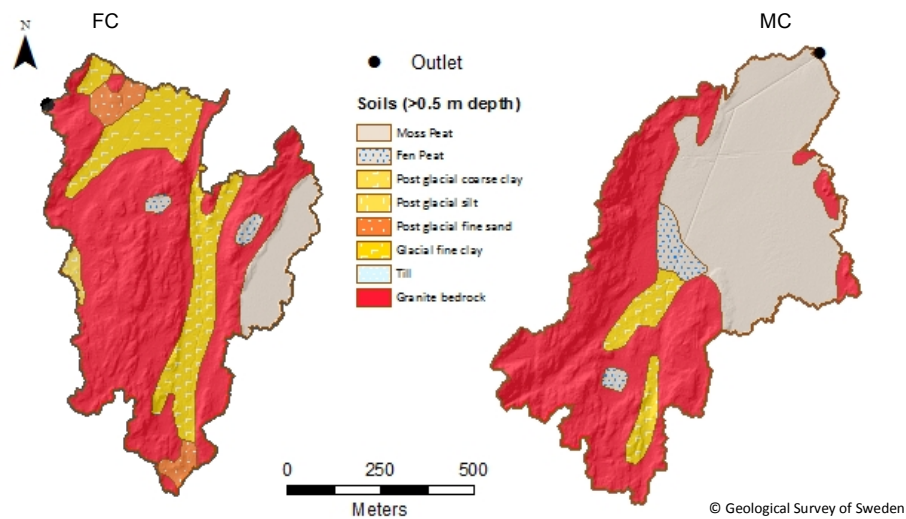 FC
MC
N
Outlet
Soils (>0.5 m depth)
Moss Peat
Fen Peat
Post glacial coarse clay
Post glacial silt
Post glacial fine sand
Glacial fine clay
Till
Granite bedrock
0 250 500
Meters
© Geological Survey of Sweden